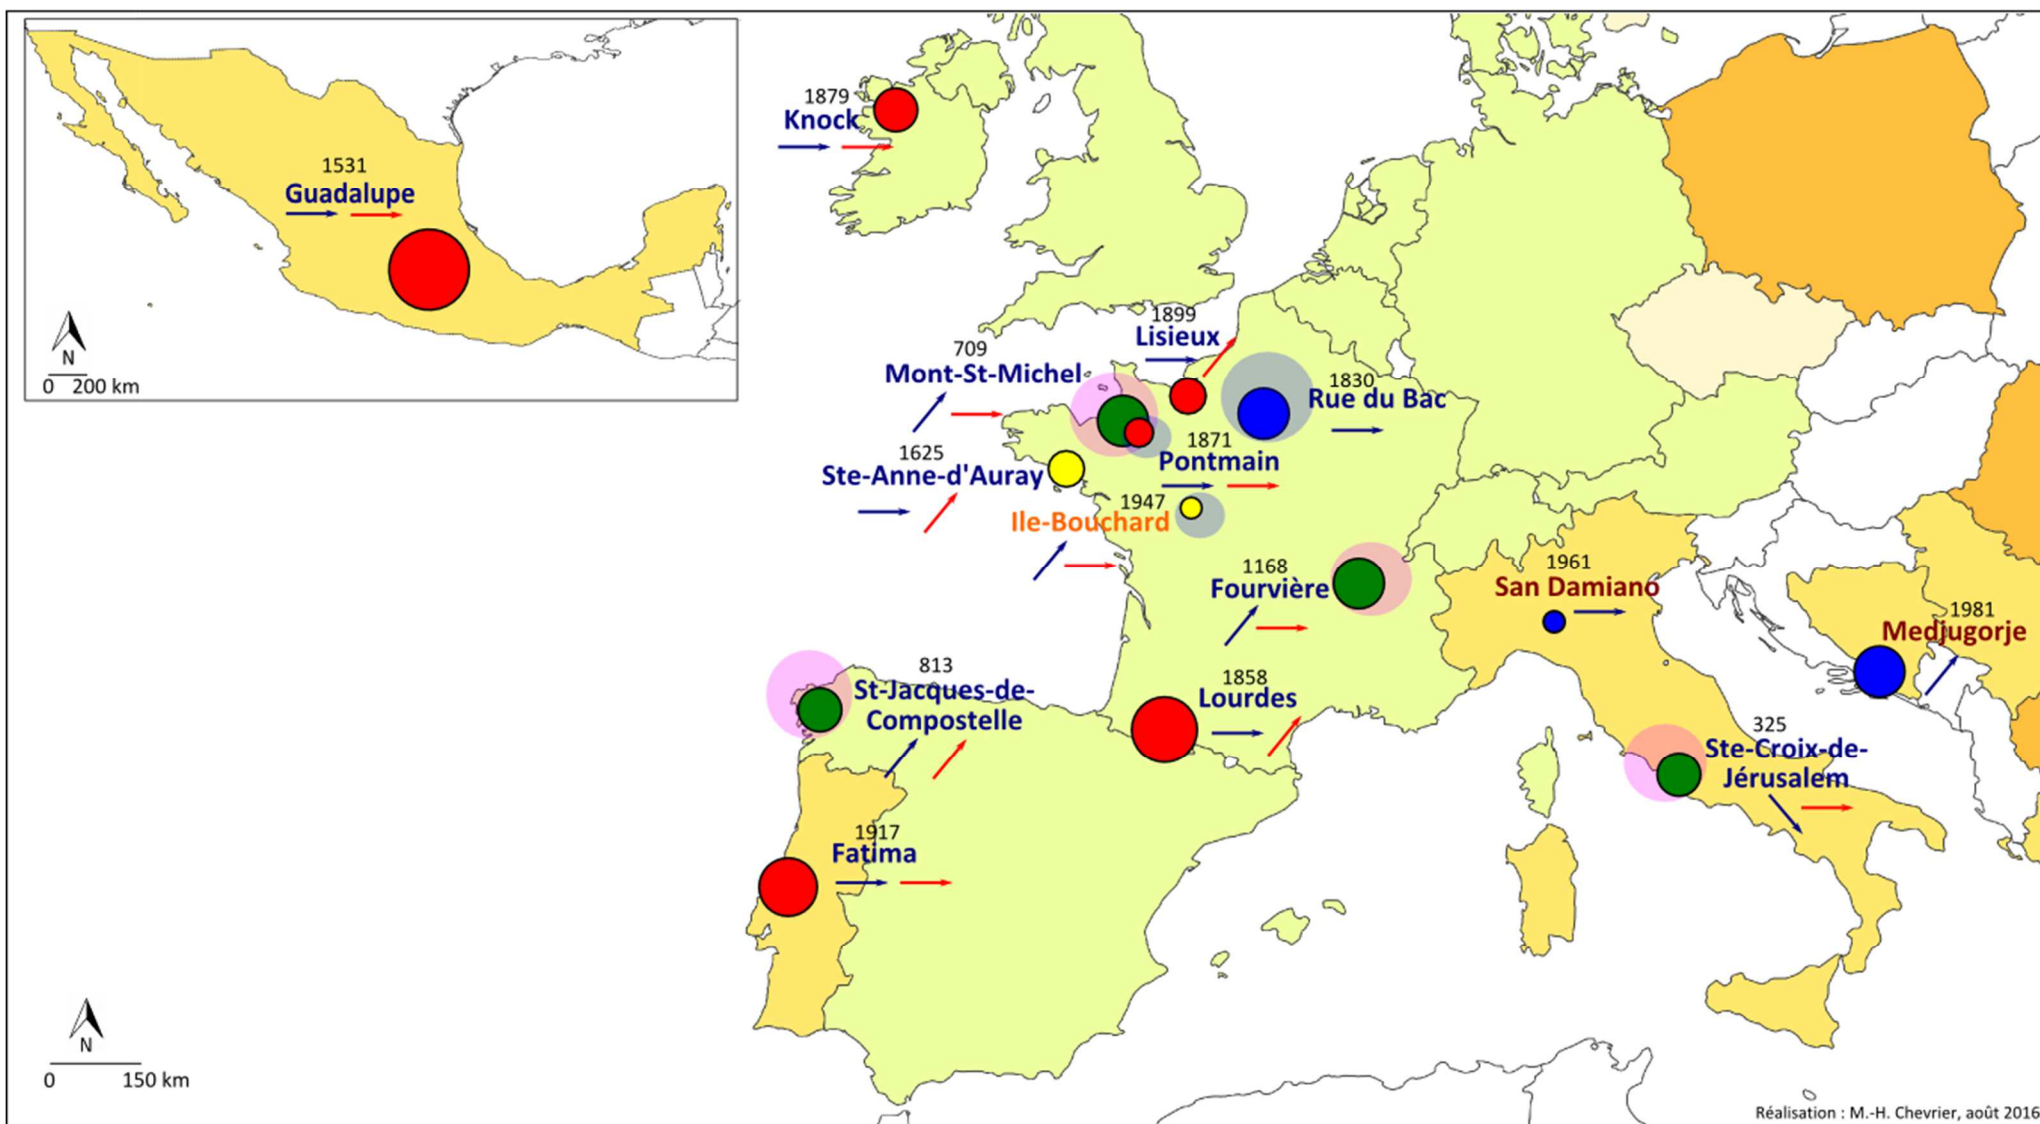 1531
Guadalupe
N
0 200 km
1879
Knock
1899
Lisieux
709
Mont-St-Michel
1830
Rue du Bac
1871
Pontmain
1625
Ste-Anne-d'Auray
1947
Ile-Bouchard
1168
Fourvière
1961
San Damiano
1981
Medjugorje
813
St-Jacques-de-
Compostelle
1858
Lourdes
325
Ste-Croix-de-
Jérusalem
1917
Fatima
N
0 150 km
Réalisation : M.-H. Chevrier, août 2016